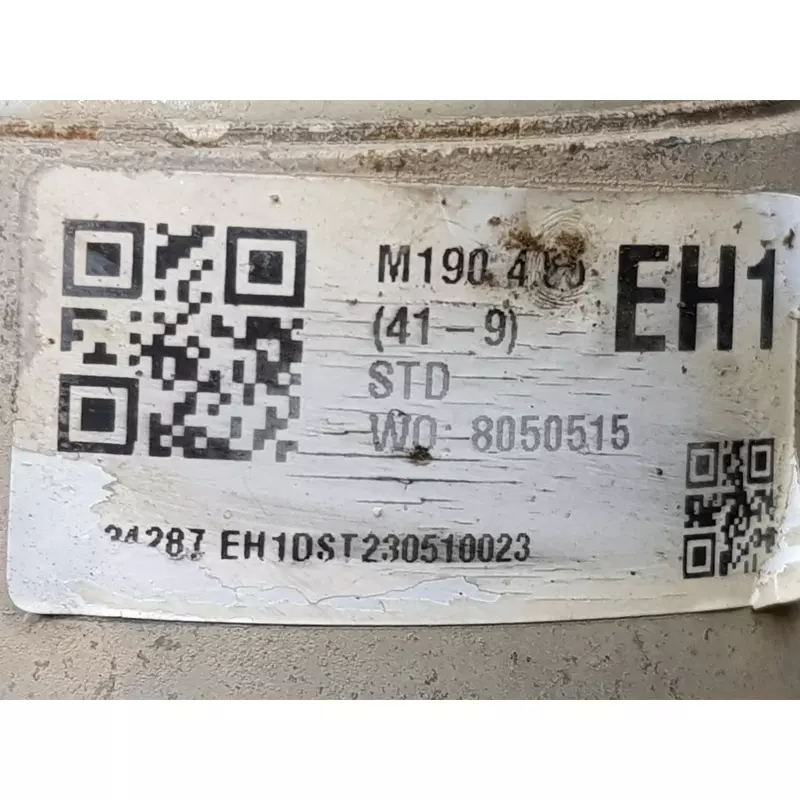 M190
EH1
(41-9)
STD
WO: 8050515
EH1DST230510023